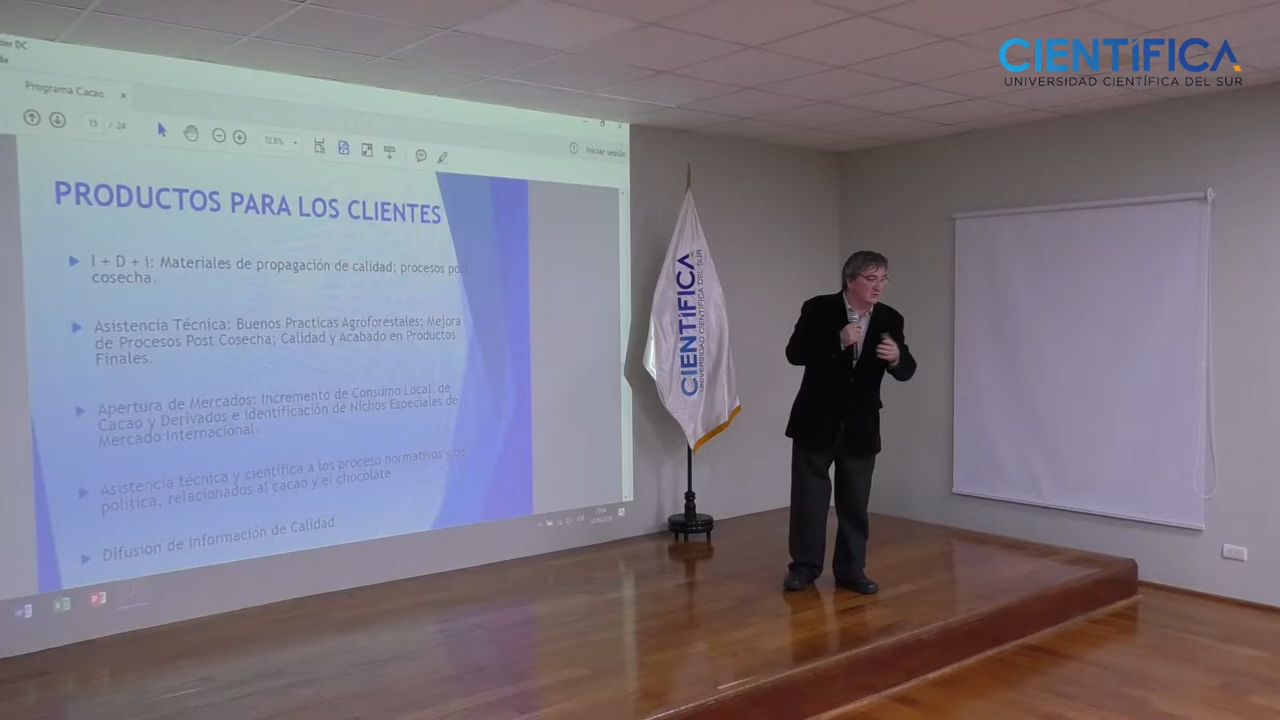 CIENTÍFICA
UNIVERSIDAD CIENTÍFICA DEL SUR
Programa Cacao
15 / 24
72.8%
Iniciar sesión
PRODUCTOS PARA LOS CLIENTES
I + D + i: Materiales de propagación de calidad; procesos post
cosecha.
Asistencia Técnica: Buenos Practicas Agroforestales; Mejora
de Procesos Post Cosecha; Calidad y Acabado en Productos
Finales.
Apertura de Mercados: Incremento de Consumo Local de
Cacao y Derivados e Identificación de Nichos Especiales de
Mercado Internacional.
Asistencia técnica y científica a los proceso normativos y de
política, relacionados al cacao y el chocolate
Difusión de Información de Calidad
CIENTÍFICA
UNIVERSIDAD CIENTÍFICA DEL SUR